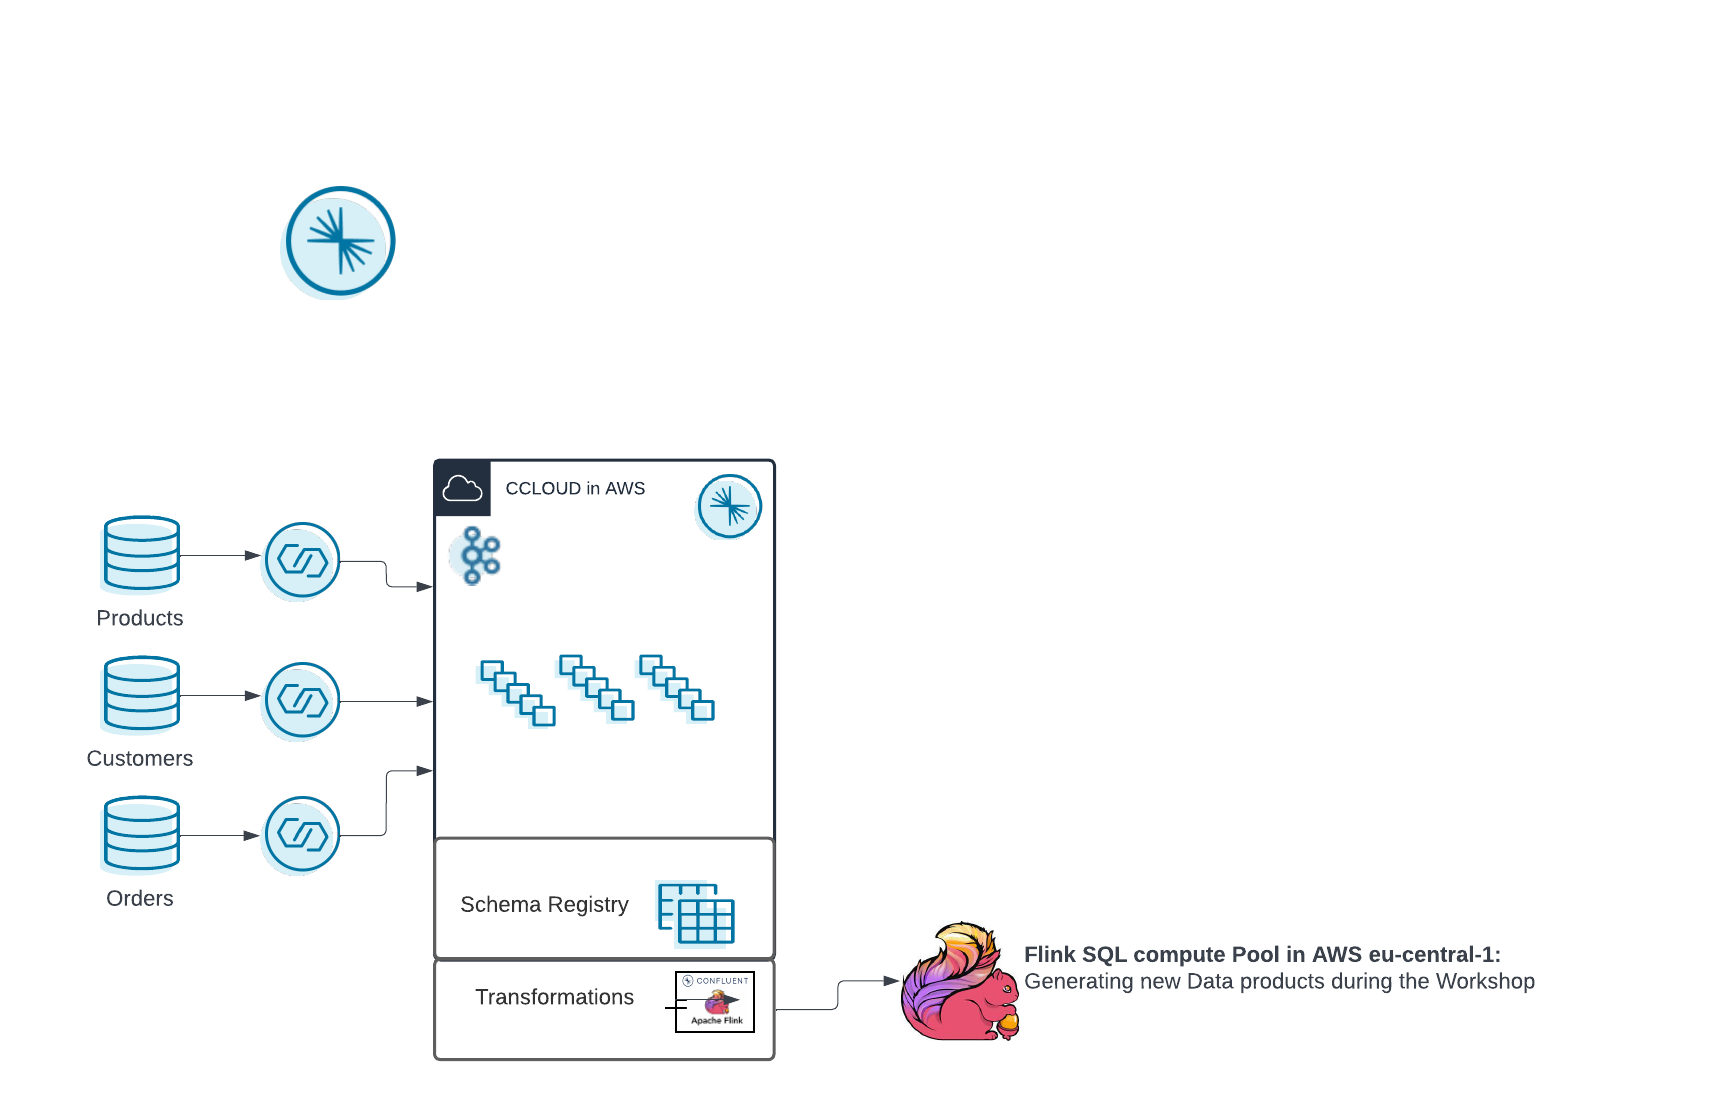 CCLOUD in AWS
Products
Customers
Orders
Schema Registry
Transformations
CONFLUENT
Apache Flink
Flink SQL compute Pool in AWS eu-central-1:
Generating new Data products during the Workshop